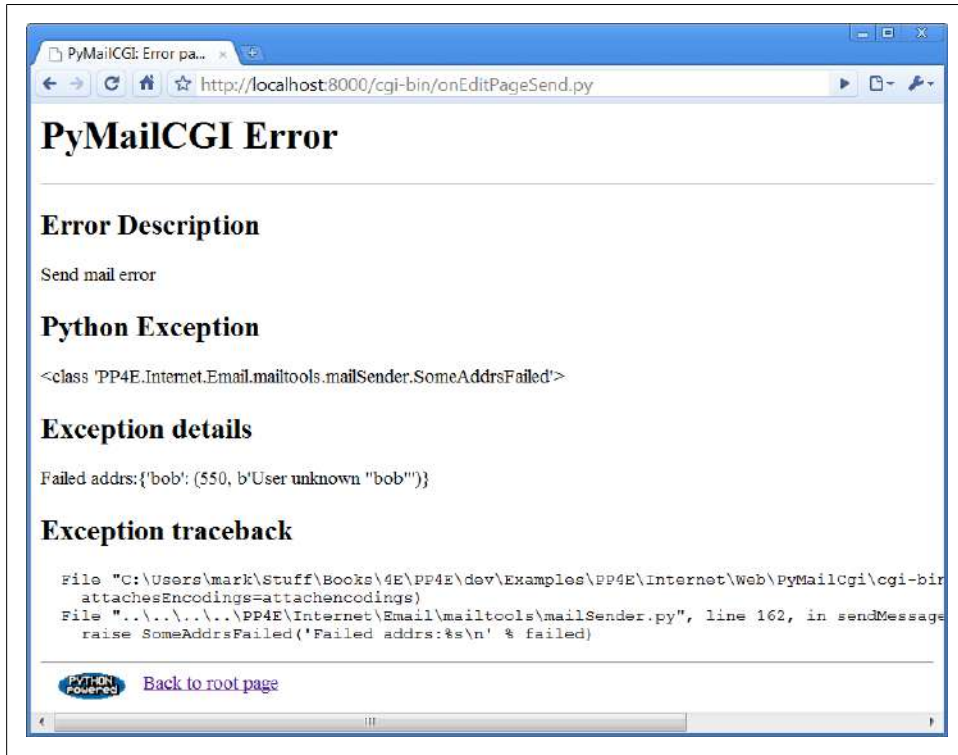 PyMailCGI: Error pa...
http://localhost:8000/cgi-bin/onEditPageSend.py
PyMailCGI Error
Error Description
Send mail error
Python Exception
<class 'PP4E.Internet.Email.mailtools.mailSender.SomeAddrsFailed'>
Exception details
Failed addrs:{'bob': (550, b'User unknown "bob"')}
Exception traceback
File "C:\Users\mark\Stuff\Books\4E\PP4E\dev\Examples\PP4E\Internet\Web\PyMailCgi\cgi-bin
attachesEncodings=attachencodings)
File "..\..\..\..\PP4E\Internet\Email\mailtools\mailSender.py", line 162, in sendMessage
raise SomeAddrsFailed('Failed addrs:%s\n' % failed)
PYTHON
Powered
Back to root page